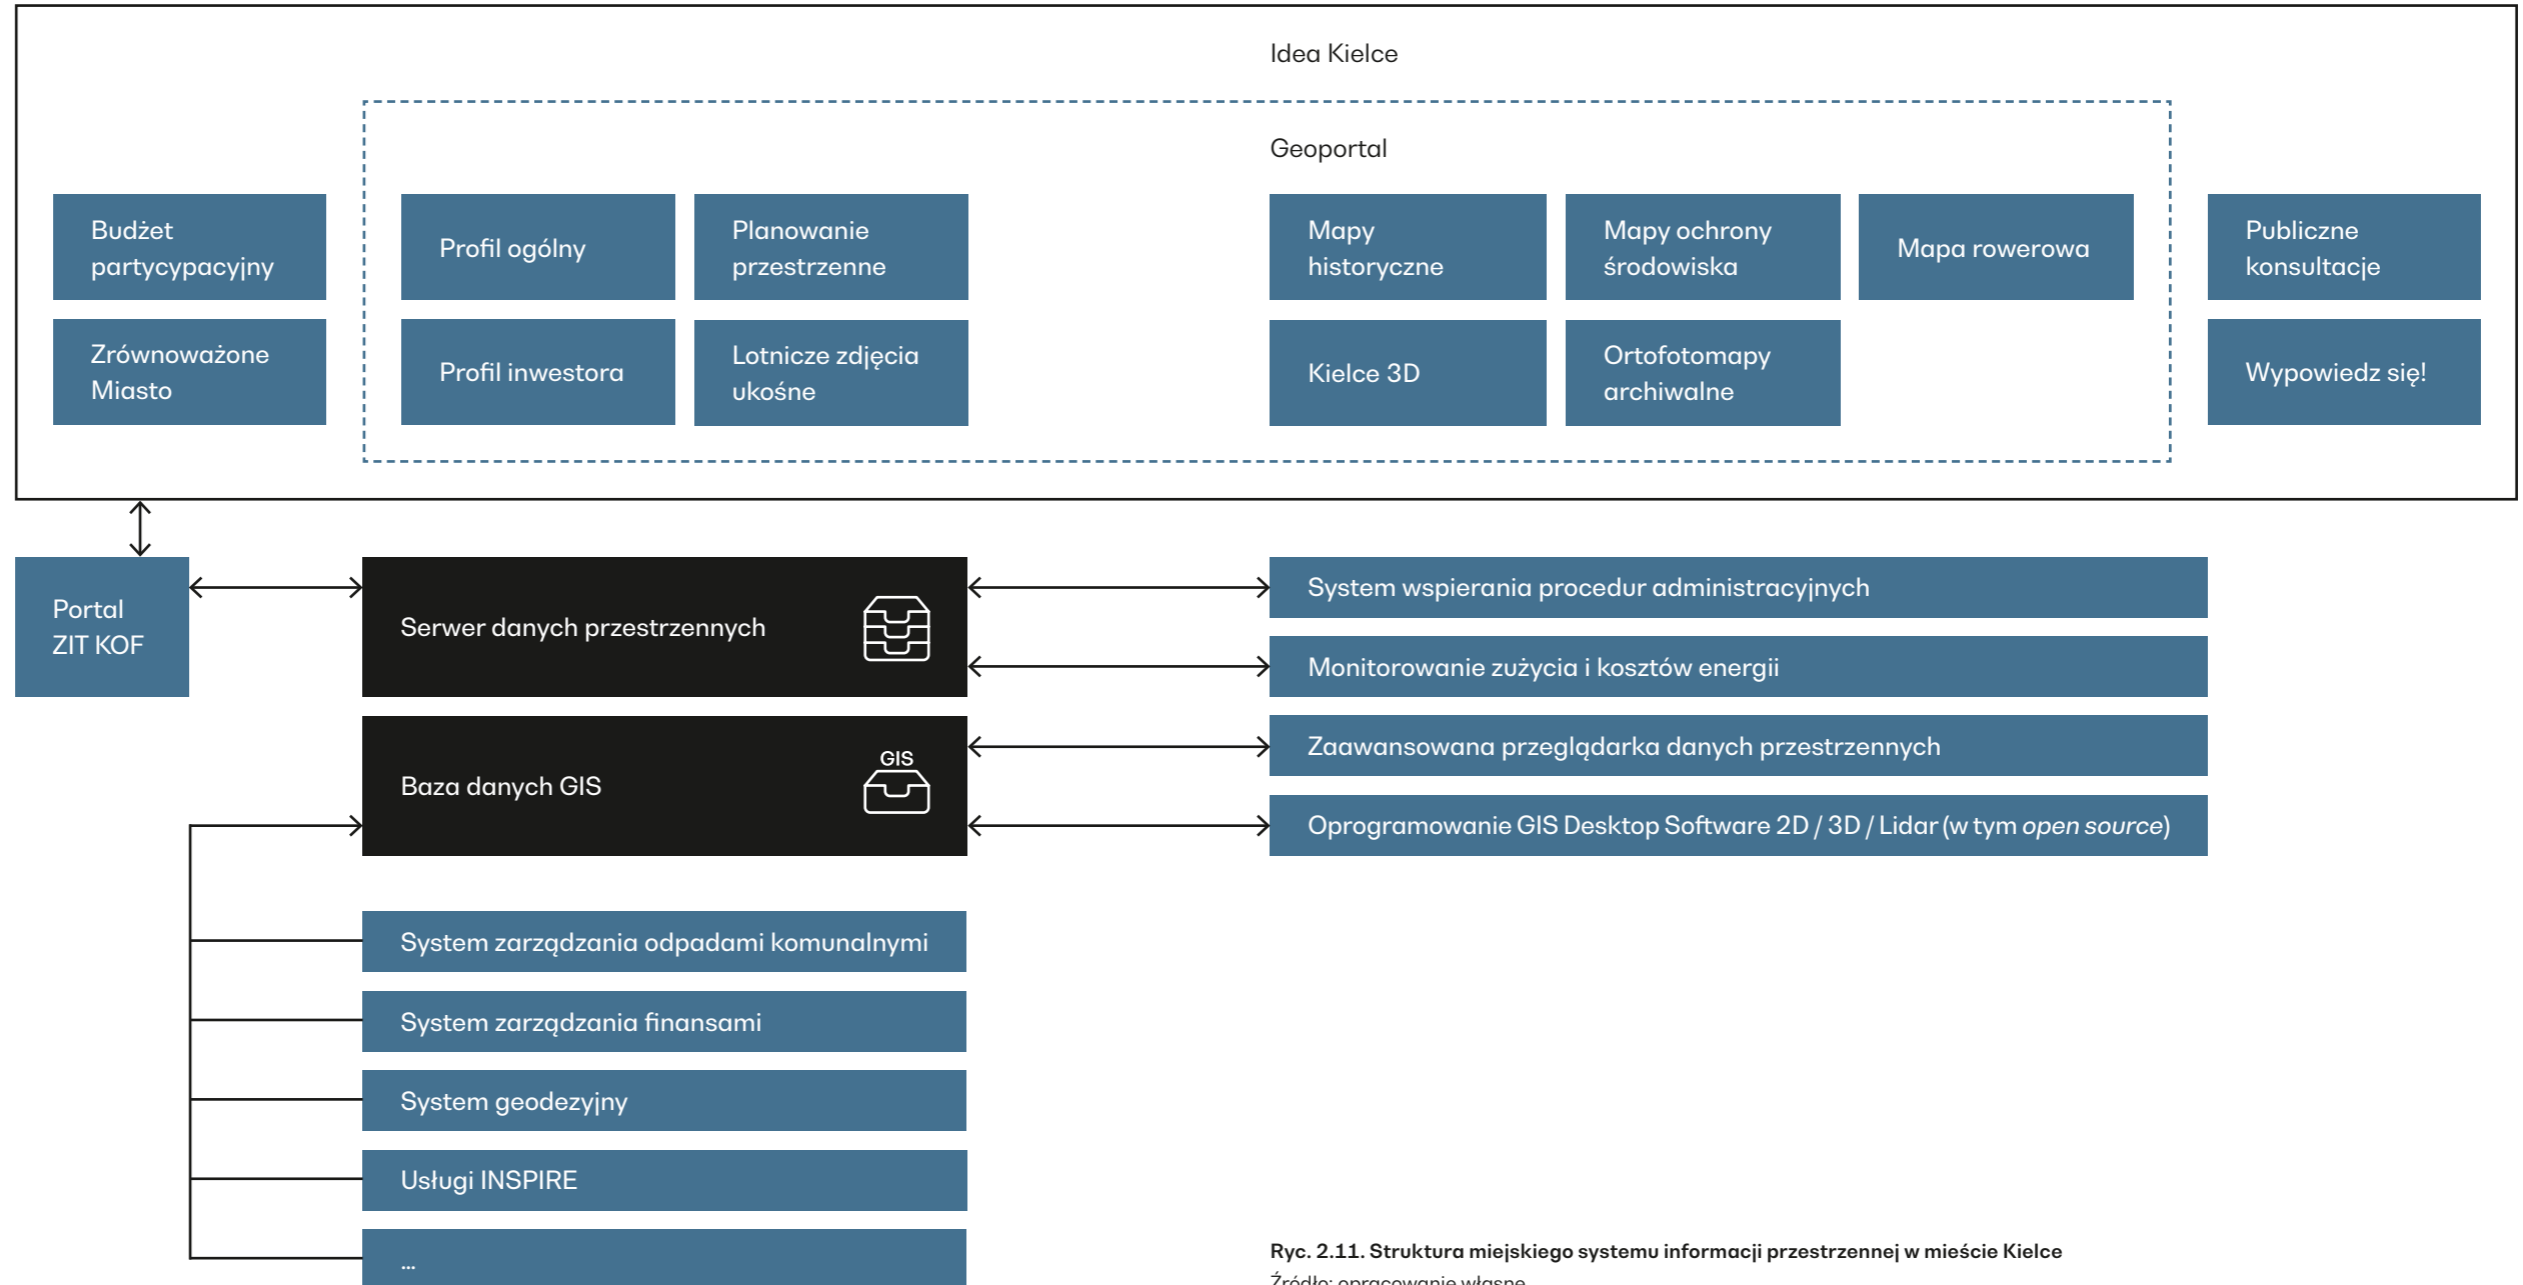 Idea Kielce
Geoportal
Budżet
partycypacyjny
Zrównoważone
Miasto
Profil ogólny
Planowanie
przestrzenne
Profil inwestora
Lotnicze zdjęcia
ukośne
Mapy
historyczne
Mapy ochrony
środowiska
Mapa rowerowa
Kielce 3D
Ortofotomapy
archiwalne
Publiczne
konsultacje
Wypowiedz się!
Portal
ZIT KOF
Serwer danych przestrzennych
GIS
Baza danych GIS
System wspierania procedur administracyjnych
Monitorowanie zużycia i kosztów energii
Zaawansowana przeglądarka danych przestrzennych
Oprogramowanie GIS Desktop Software 2D / 3D / Lidar (w tym open source)
System zarządzania odpadami komunalnymi
System zarządzania finansami
System geodezyjny
Usługi INSPIRE
...
Ryc. 2.11. Struktura miejskiego systemu informacji przestrzennej w mieście Kielce
Źródło: opracowanie własne